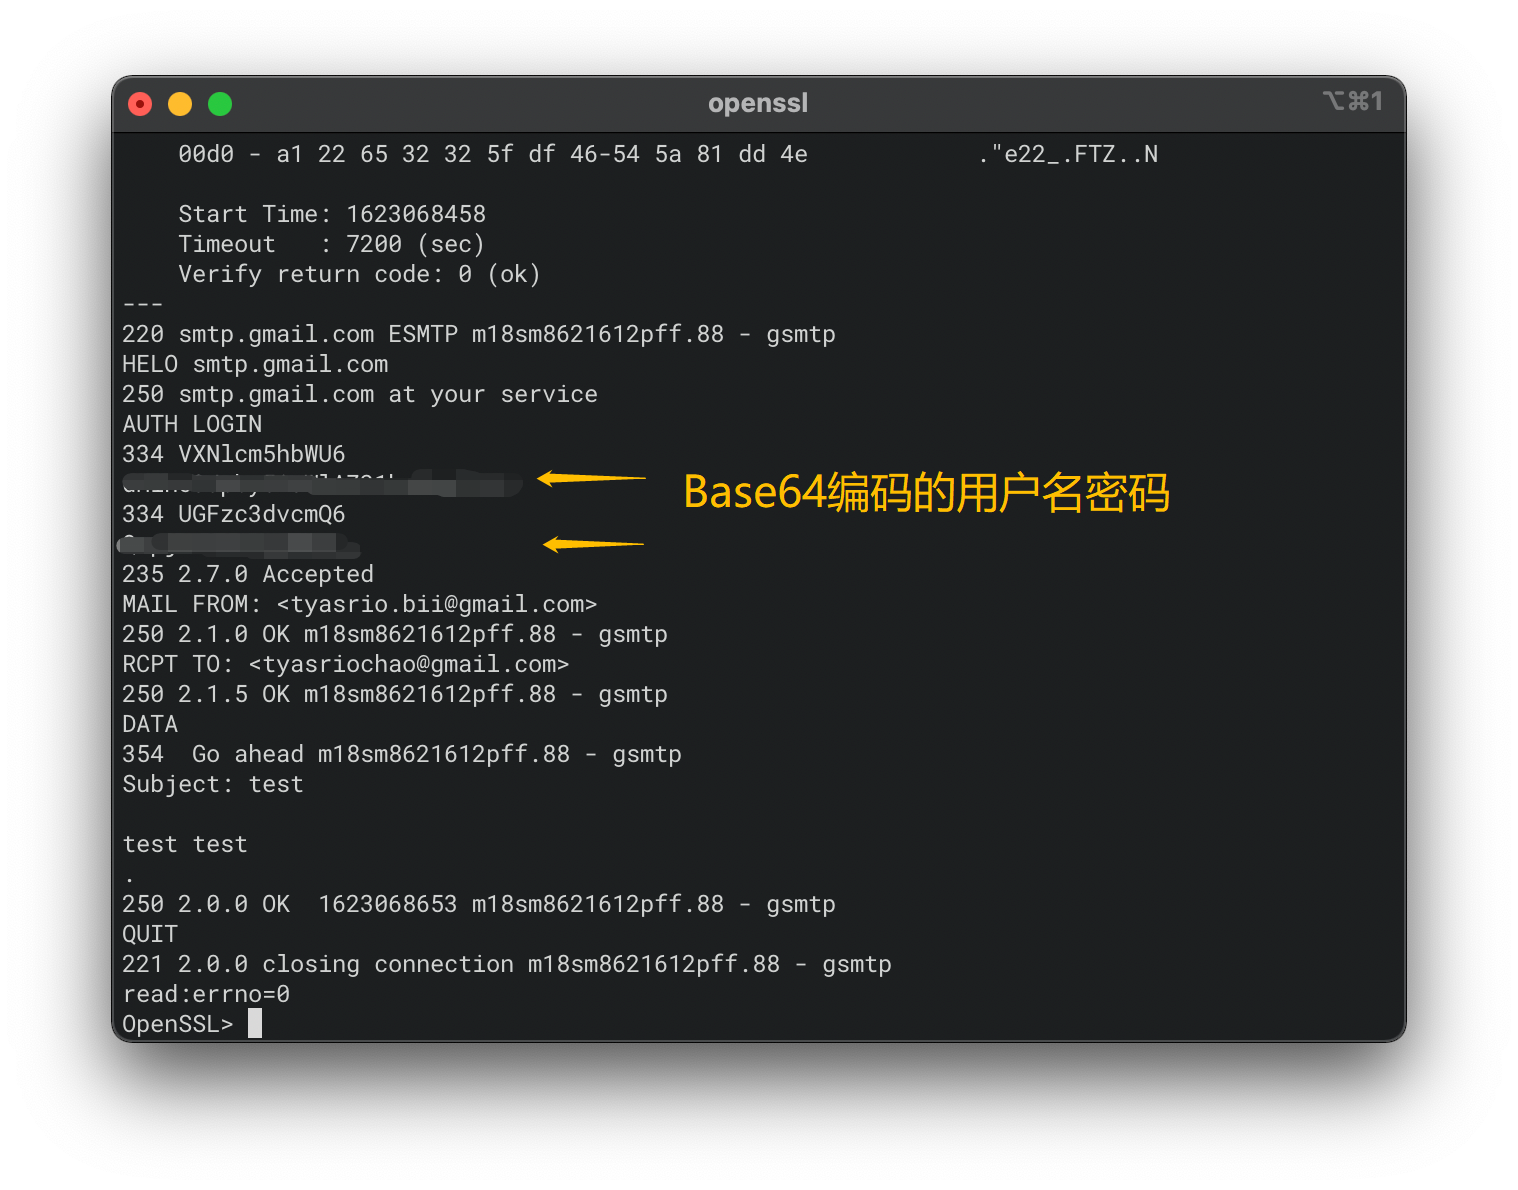 openssl
⌥⌘1
00d0 - a1 22 65 32 32 5f df 46-54 5a 81 dd 4e ."e22_.FTZ..N
Start Time: 1623068458
Timeout : 7200 (sec)
Verify return code: 0 (ok)
---
220 smtp.gmail.com ESMTP m18sm8621612pff.88 - gsmtp
HELO smtp.gmail.com
250 smtp.gmail.com at your service
AUTH LOGIN
334 VXNlcm5hbWU6
Base64编码的用户名密码
334 UGFzc3dvcmQ6
235 2.7.0 Accepted
MAIL FROM: <tyasrio.bii@gmail.com>
250 2.1.0 OK m18sm8621612pff.88 - gsmtp
RCPT TO: <tyasriochao@gmail.com>
250 2.1.5 OK m18sm8621612pff.88 - gsmtp
DATA
354  Go ahead m18sm8621612pff.88 - gsmtp
Subject: test
test test
.
250 2.0.0 OK  1623068653 m18sm8621612pff.88 - gsmtp
QUIT
221 2.0.0 closing connection m18sm8621612pff.88 - gsmtp
read:errno=0
OpenSSL>